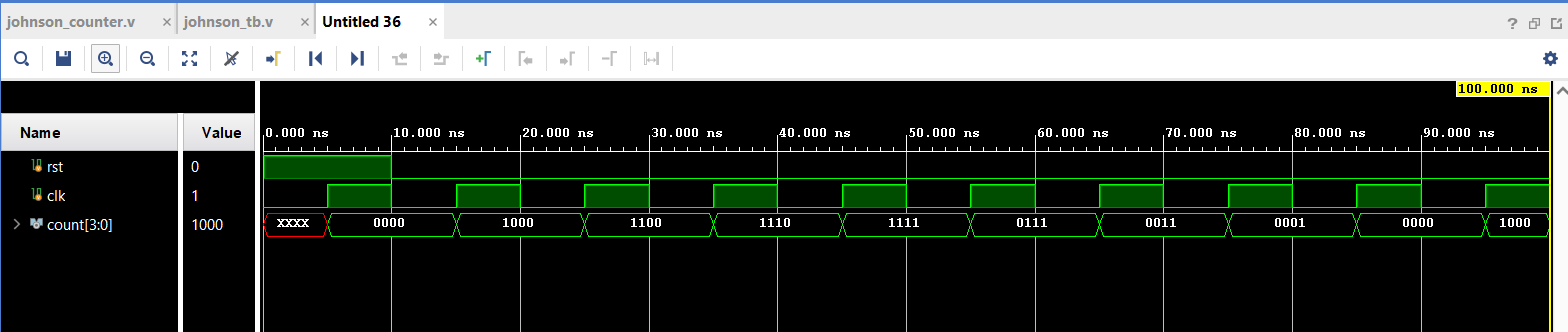 johnson_counter.v × johnson_tb.v × Untitled 36 ×
?
100.000 ns
Name Value
0.000 ns 10.000 ns 20.000 ns 30.000 ns 40.000 ns 50.000 ns 60.000 ns 70.000 ns 80.000 ns 90.000 ns
rst 0
clk 1
count[3:0] 1000 XXXX 0000 1000 1100 1110 1111 0111 0011 0001 0000 1000